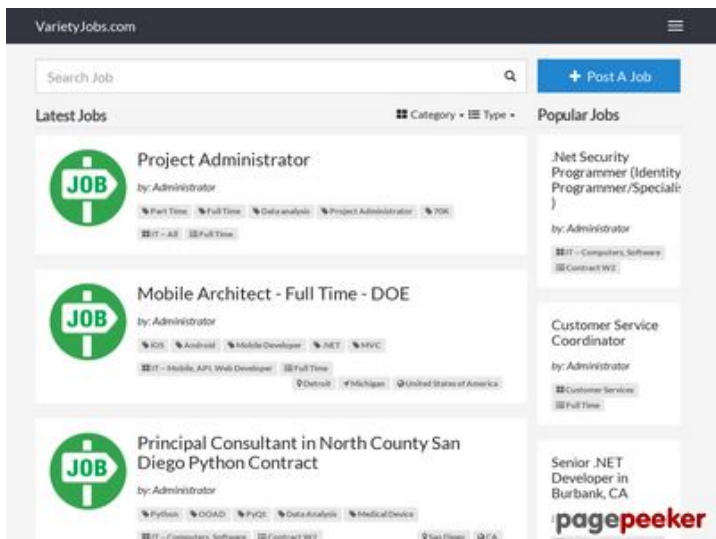 VarietyJobs.com
Search Job
+ Post A Job
Latest Jobs
Category
Type
Popular Jobs
JOB
Project Administrator
by: Administrator
Part Time Full Time Data analysis Project Administrator 70K
IT - All Full Time
JOB
Mobile Architect - Full Time - DOE
by: Administrator
iOS Android Mobile Developer .NET MVC
IT - Mobile, API, Web Developer Full Time
Detroit Michigan United States of America
JOB
Principal Consultant in North County San
Diego Python Contract
by: Administrator
Python OOAD PyQt Data Analysis Medical Device
IT - Computers, Software Contract W2
San Diego CA
.Net Security
Programmer (Identity
Programmer/Specialis
)
by: Administrator
IT - Computers, Software
Contract W2
Customer Service
Coordinator
by: Administrator
Customer Services
Full Time
Senior .NET
Developer in
Burbank, CA
pagepeeker